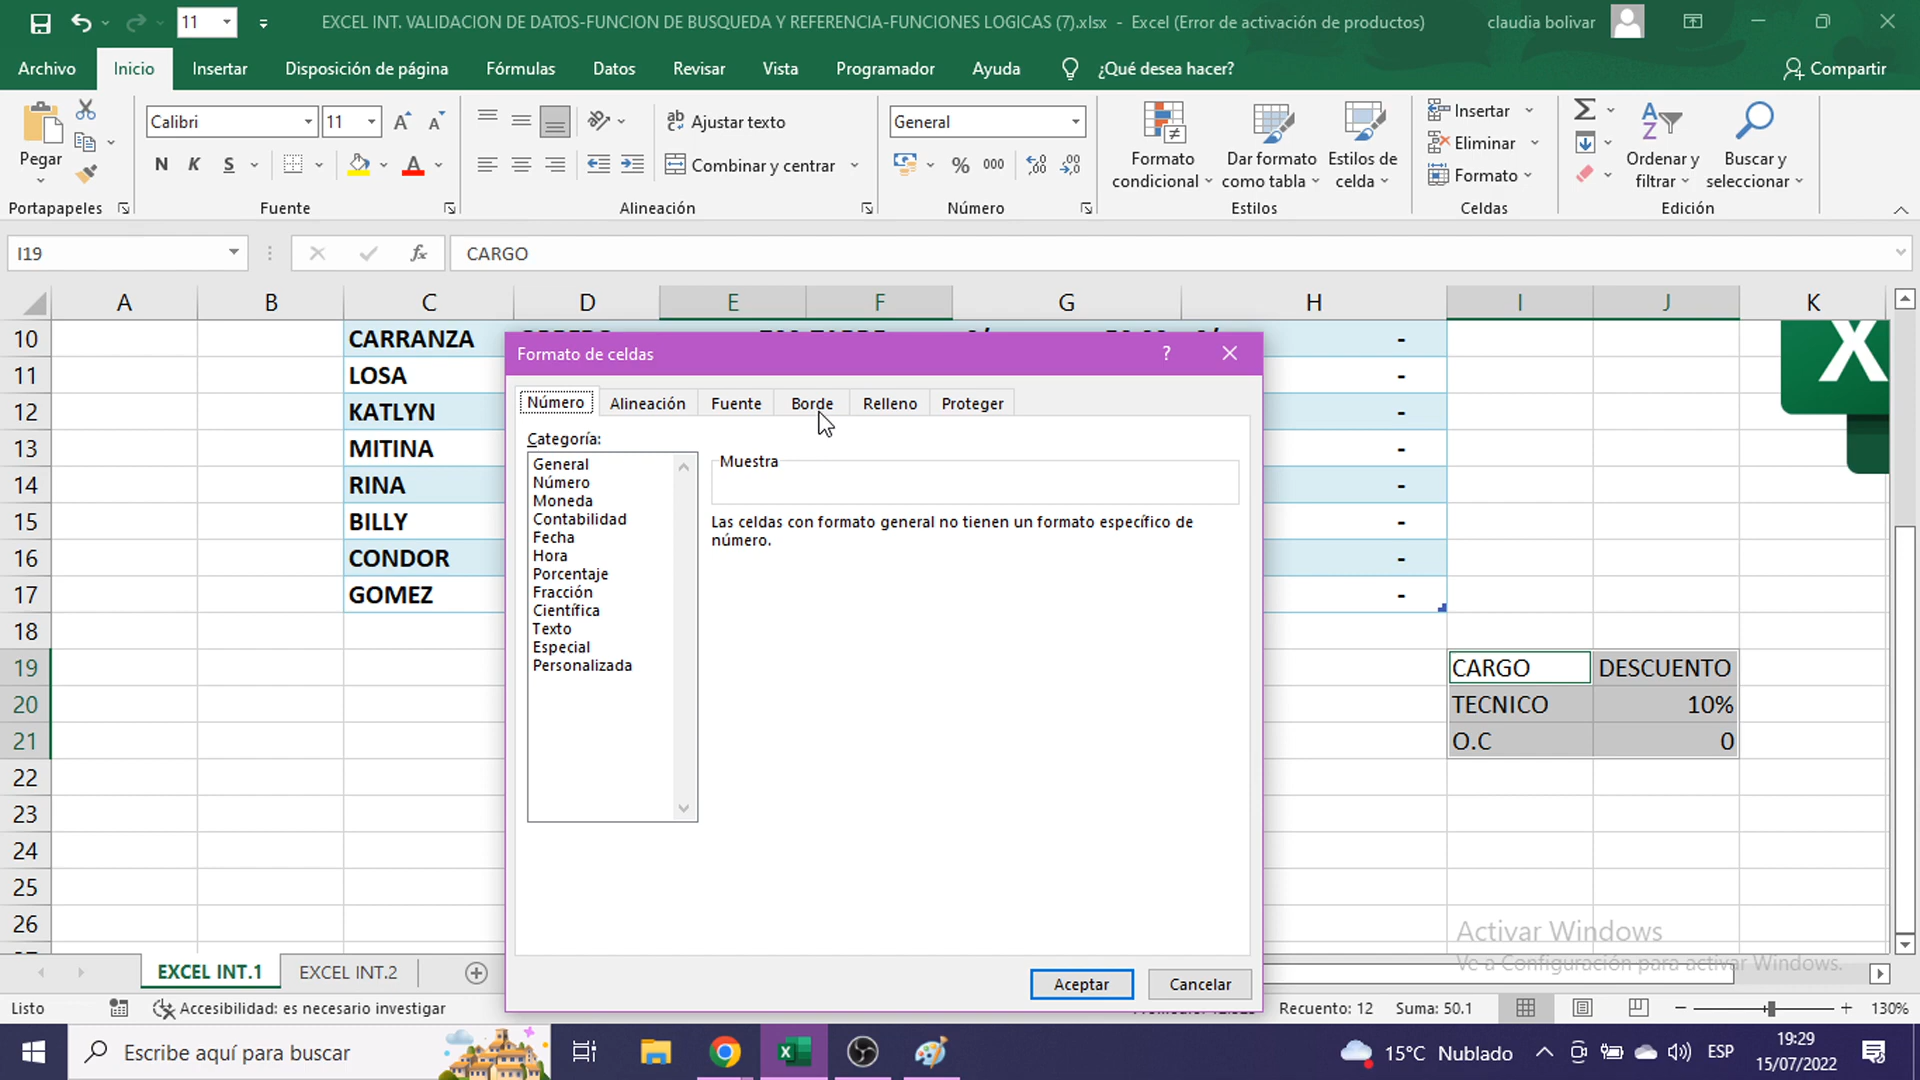 11
EXCEL INT. VALIDACION DE DATOS-FUNCION DE BUSQUEDA Y REFERENCIA-FUNCIONES LOGICAS (7).xlsx - Excel (Error de activación de productos)
claudia bolivar
Archivo Inicio Insertar Disposición de página Fórmulas Datos Revisar Vista Programador Ayuda ¿Qué desea hacer? Compartir
Pegar
Portapapeles
Calibri 11
N K S
Fuente
Ajustar texto
Combinar y centrar
Alineación
General
% 000
Número
Formato condicional
Dar formato como tabla
Estilos de celda
Estilos
Insertar
Eliminar
Formato
Celdas
Ordenar y filtrar
Buscar y seleccionar
Edición
I19 fx CARGO
A B C D E F G H I J K
10 CARRANZA -
11 LOSA -
12 KATLYN -
13 MITINA -
14 RINA -
15 BILLY -
16 CONDOR -
17 GOMEZ -
18
19 CARGO DESCUENTO
20 TECNICO 10%
21 O.C 0
22
23
24
25
26
Formato de celdas ?
Número Alineación Fuente Borde Relleno Proteger
Categoría:
General
Número
Moneda
Contabilidad
Fecha
Hora
Porcentaje
Fracción
Científica
Texto
Especial
Personalizada
Muestra
Las celdas con formato general no tienen un formato específico de
número.
Aceptar Cancelar
Activar Windows
Ve a Configuración para activar Windows.
EXCEL INT.1 EXCEL INT.2
Listo Accesibilidad: es necesario investigar Recuento: 12 Suma: 50.1 130%
Escribe aquí para buscar
15°C Nublado ESP
19:29
15/07/2022